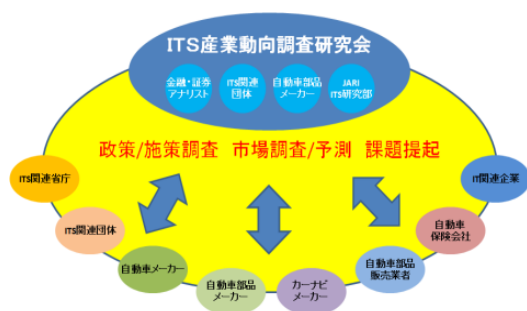 ITS産業動向調査研究会
金融・証券
アナリスト
ITS関連
団体
自動車部品
メーカー
JARI
ITS研究部
政策/施策調査 市場調査/予測 課題提起
ITS関連省庁
IT関連企業
ITS関連団体
自動車
保険会社
自動車メーカー
自動車部品
販売業者
自動車部品
メーカー
カーナビ
メーカー